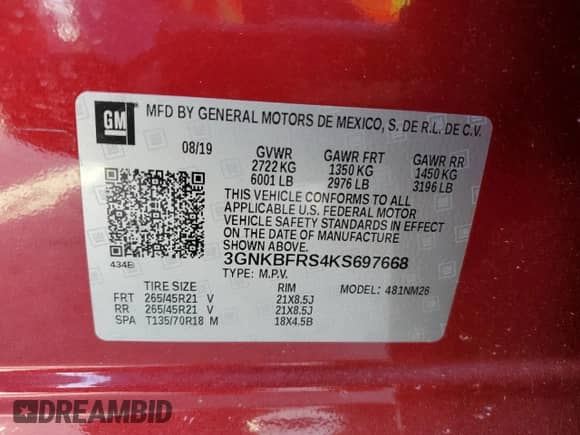 GM
MFD BY GENERAL MOTORS DE MEXICO, S. DE R.L. DE C.V.
08/19 GVWR GAWR FRT GAWR RR
2722 KG 1350 KG 1450 KG
6001 LB 2976 LB 3196 LB
THIS VEHICLE CONFORMS TO ALL
APPLICABLE U.S. FEDERAL MOTOR
VEHICLE SAFETY STANDARDS IN EFFECT
ON THE DATE OF MANUFACTURE SHOWN ABOVE.
434E 3GNKBFRS4KS697668
TYPE: M.P.V.
TIRE SIZE RIM MODEL: 481NM26
FRT 265/45R21 V 21X8.5J
RR 265/45R21 V 21X8.5J
SPA T135/70R18 M 18X4.5B
DREAMBID